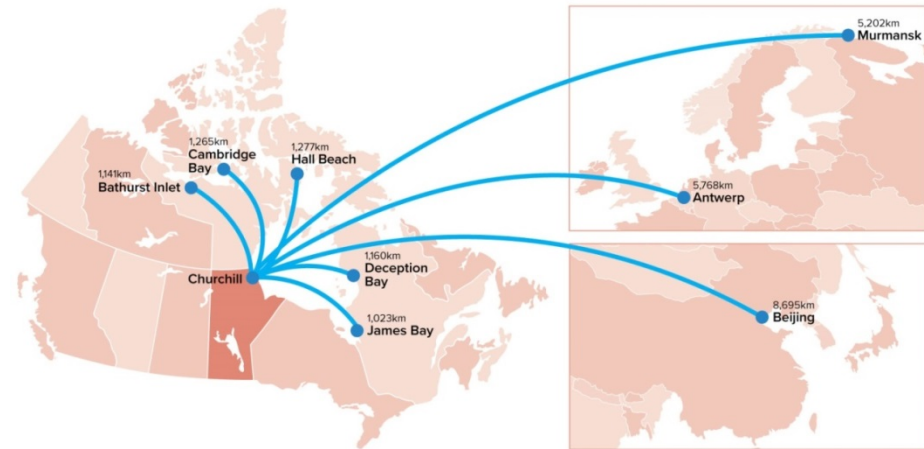 5,202km
Murmansk
1,265km
Cambridge
Bay
1,277km
Hall Beach
1,141km
Bathurst Inlet
5,768km
Antwerp
Churchill
1,160km
Deception
Bay
1,023km
James Bay
8,695km
Beijing